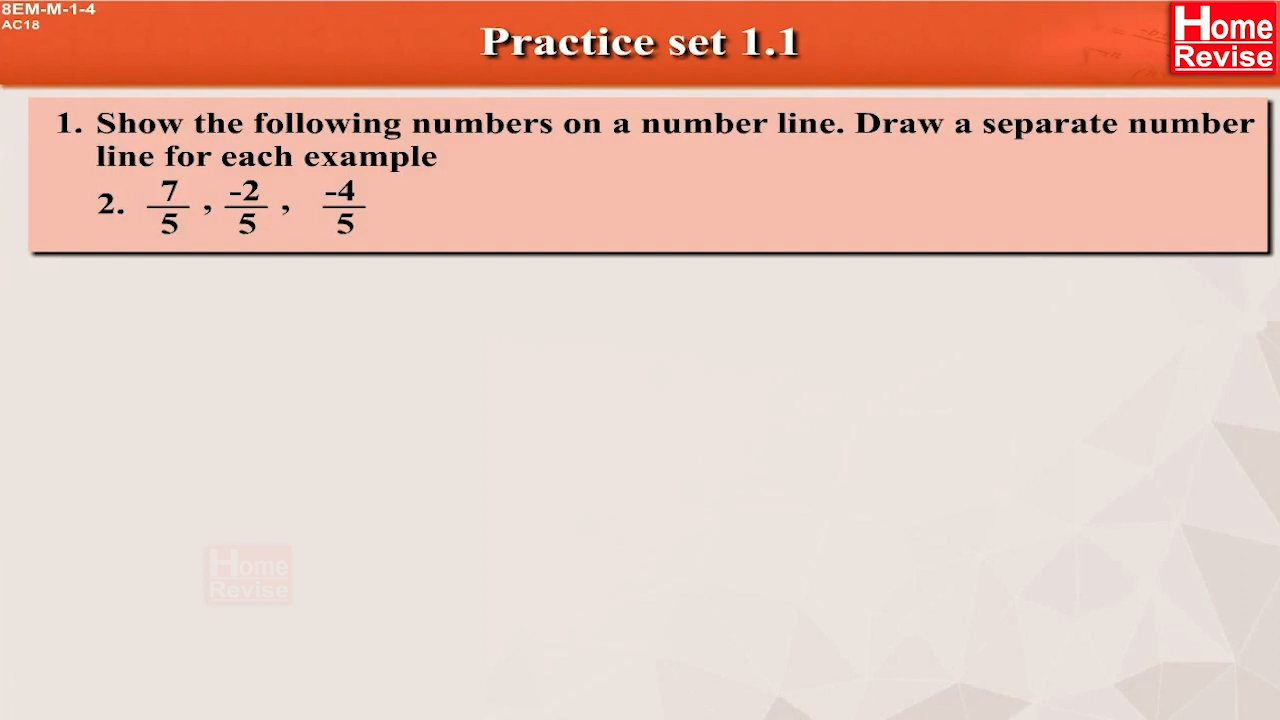 8EM-M-1-4
AC18
Practice set 1.1
Home
Revise
1. Show the following numbers on a number line. Draw a separate number
line for each example
2. 7/5 , -2/5 , -4/5
Home
Revise